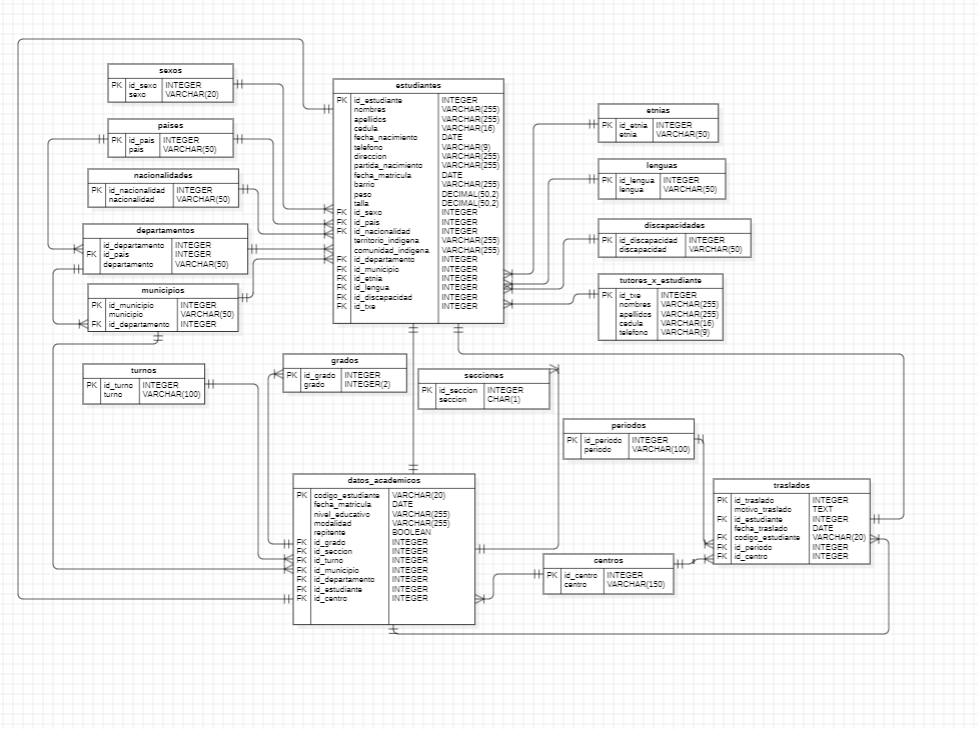 sexos
PK id_sexo INTEGER
sexo VARCHAR(20)
paises
PK id_pais INTEGER
pais VARCHAR(50)
nacionalidades
PK id_nacionalidad INTEGER
nacionalidad VARCHAR(50)
departamentos
id_departamento INTEGER
FK id_pais INTEGER
departamento VARCHAR(50)
municipios
PK id_municipio INTEGER
municipio VARCHAR(50)
FK id_departamento INTEGER
estudiantes
PK id_estudiante INTEGER
nombres VARCHAR(255)
apellidos VARCHAR(255)
cedula VARCHAR(16)
fecha_nacimiento DATE
telefono VARCHAR(9)
direccion VARCHAR(255)
partida_nacimiento VARCHAR(255)
fecha_matricula DATE
barrio VARCHAR(255)
peso DECIMAL(50,2)
talla DECIMAL(50,2)
FK id_sexo INTEGER
FK id_pais INTEGER
FK id_nacionalidad INTEGER
territorio_indigena VARCHAR(255)
comunidad_indigena VARCHAR(255)
FK id_departamento INTEGER
FK id_municipio INTEGER
FK id_etnia INTEGER
FK id_lengua INTEGER
FK id_discapacidad INTEGER
FK id_txe INTEGER
etnias
PK id_etnia INTEGER
etnia VARCHAR(50)
lenguas
PK id_lengua INTEGER
lengua VARCHAR(50)
discapacidades
PK id_discapacidad INTEGER
discapacidad VARCHAR(50)
tutores_x_estudiante
PK id_txe INTEGER
nombres VARCHAR(255)
apellidos VARCHAR(255)
cedula VARCHAR(16)
telefono VARCHAR(9)
turnos
PK id_turno INTEGER
turno VARCHAR(100)
grados
PK id_grado INTEGER
grado INTEGER(2)
secciones
PK id_seccion INTEGER
seccion CHAR(1)
periodos
PK id_periodo INTEGER
periodo VARCHAR(100)
datos_academicos
PK codigo_estudiante VARCHAR(20)
fecha_matricula DATE
nivel_educativo VARCHAR(255)
modalidad VARCHAR(255)
repitente BOOLEAN
FK id_grado INTEGER
FK id_seccion INTEGER
FK id_turno INTEGER
FK id_municipio INTEGER
FK id_departamento INTEGER
FK id_estudiante INTEGER
FK id_centro INTEGER
centros
PK id_centro INTEGER
centro VARCHAR(150)
traslados
PK id_traslado INTEGER
motivo_traslado TEXT
FK id_estudiante INTEGER
fecha_traslado DATE
FK codigo_estudiante VARCHAR(20)
FK id_periodo INTEGER
FK id_centro INTEGER